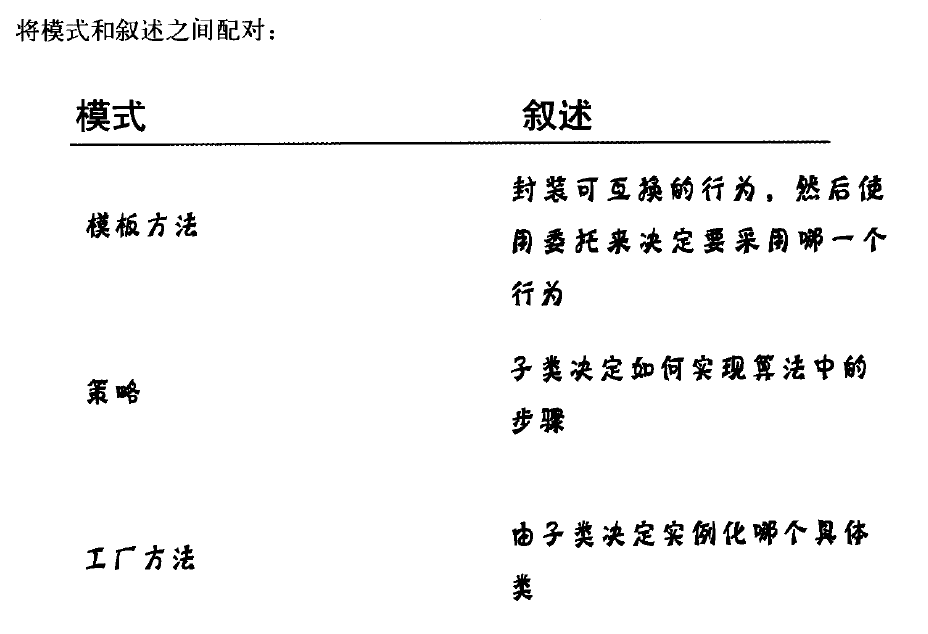 将模式和叙述之间配对：
模式
叙述
模板方法
封装可互换的行为，然后使
用委托来决定要采用哪一个
行为
策略
子类决定如何实现算法中的
步骤
工厂方法
由子类决定实例化哪个具体
类